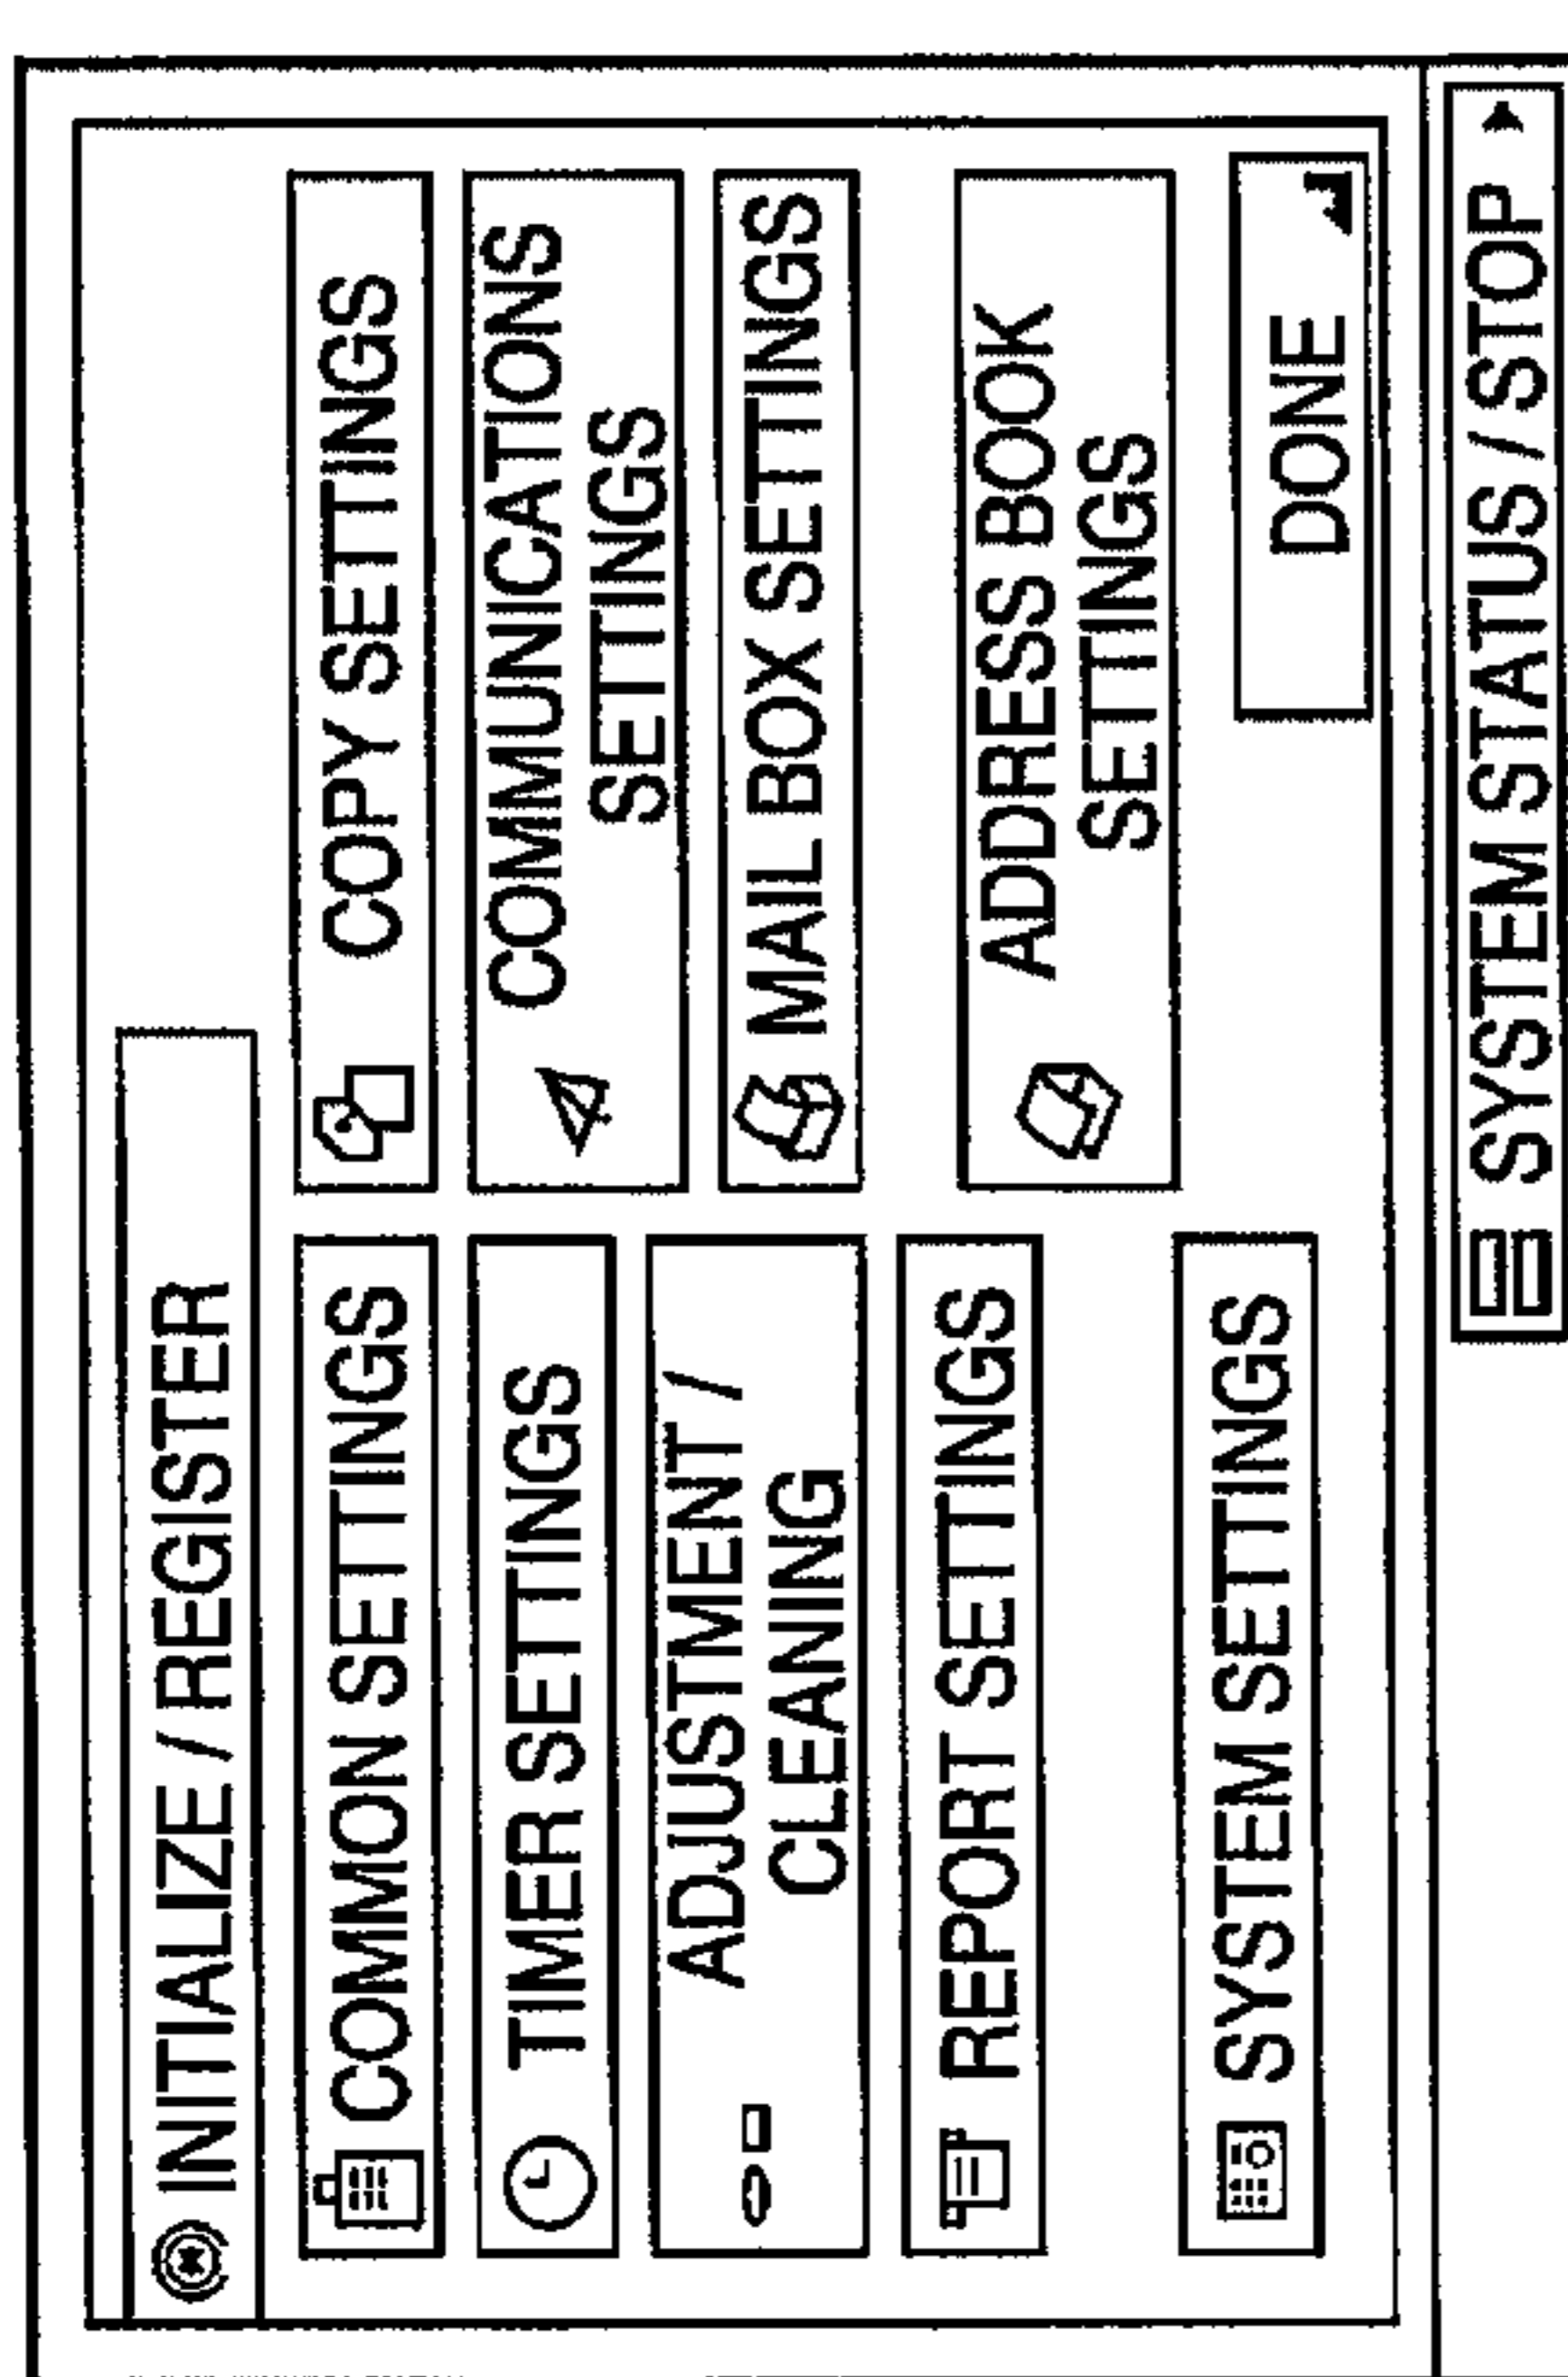 INITIALIZE / REGISTER
COMMON SETTINGS
TIMER SETTINGS
ADJUSTMENT /
CLEANING
REPORT SETTINGS
SYSTEM SETTINGS
COPY SETTINGS
COMMUNICATIONS
SETTINGS
MAIL BOX SETTINGS
ADDRESS BOOK
SETTINGS
DONE
SYSTEM STATUS / STOP